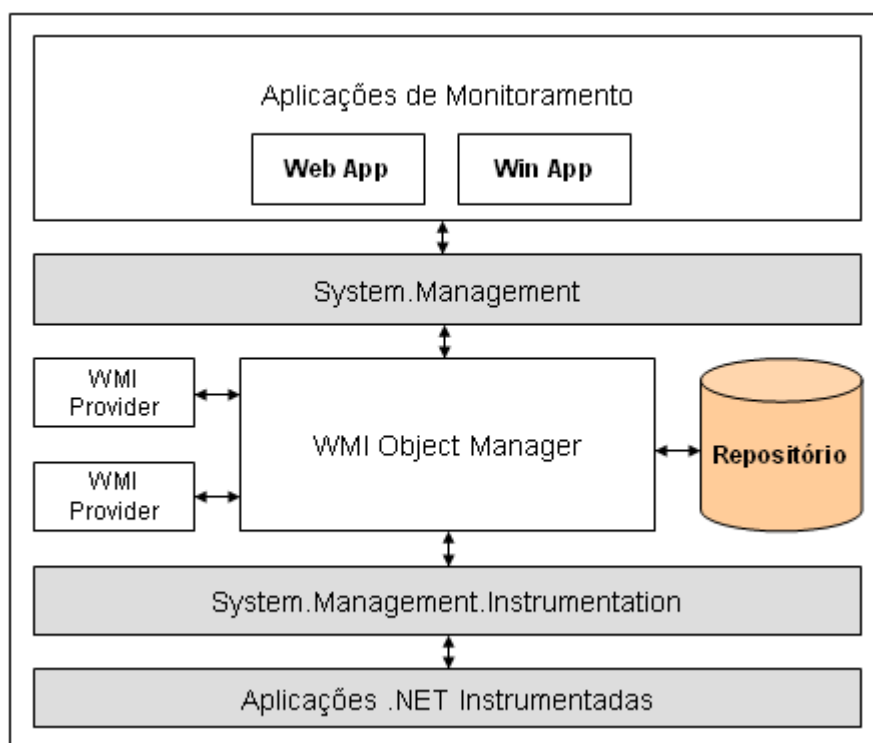 Aplicações de Monitoramento
Web App
Win App
System.Management
WMI
Provider
WMI Object Manager
Repositório
WMI
Provider
System.Management.Instrumentation
Aplicações .NET Instrumentadas